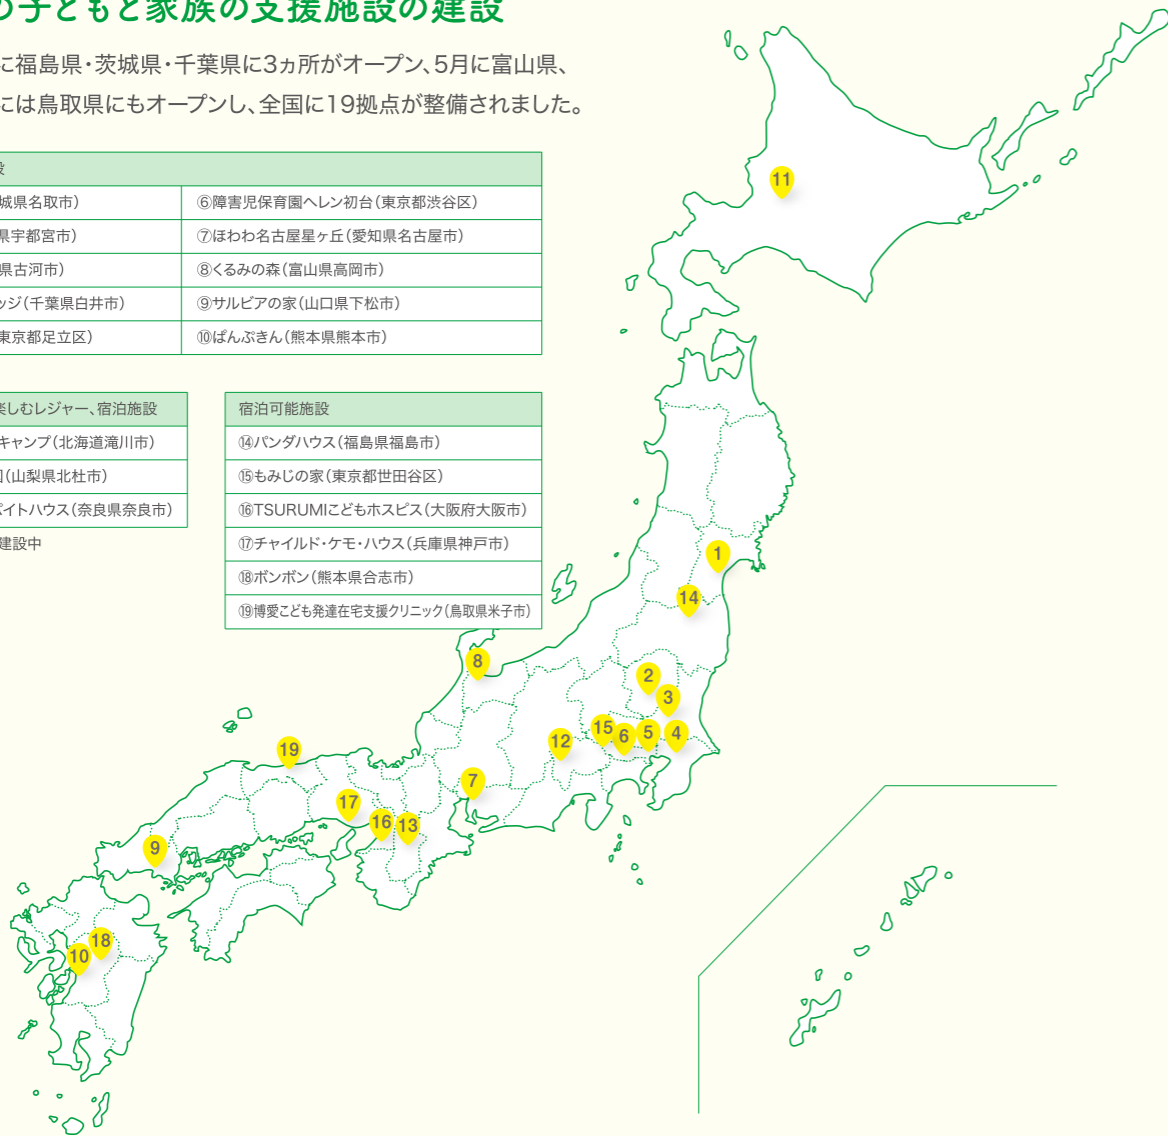 の子どもと家族の支援施設の建設
に福島県・茨城県・千葉県に3ヵ所がオープン、5月に富山県、
には鳥取県にもオープンし、全国に19拠点が整備されました。
設
城県名取市）
⑥障害児保育園ヘレン初台（東京都渋谷区）
県宇都宮市）
⑦ほわわ名古屋星ヶ丘（愛知県名古屋市）
県古河市）
⑧くるみの森（富山県高岡市）
ッジ（千葉県白井市）
⑨サルビアの家（山口県下松市）
東京都足立区）
⑩ぱんぷきん（熊本県熊本市）
楽しむレジャー、宿泊施設
キャンプ（北海道滝川市）
（山梨県北杜市）
パイトハウス（奈良県奈良市）
建設中
宿泊可能施設
⑭パンダハウス（福島県福島市）
⑮もみじの家（東京都世田谷区）
⑯TSURUMIこどもホスピス（大阪府大阪市）
⑰チャイルド・ケモ・ハウス（兵庫県神戸市）
⑱ボンボン（熊本県合志市）
⑲博愛こども発達在宅支援クリニック（鳥取県米子市）
11
1
14
8
2
3
15
6
5
4
12
19
7
17
16
13
9
18
10